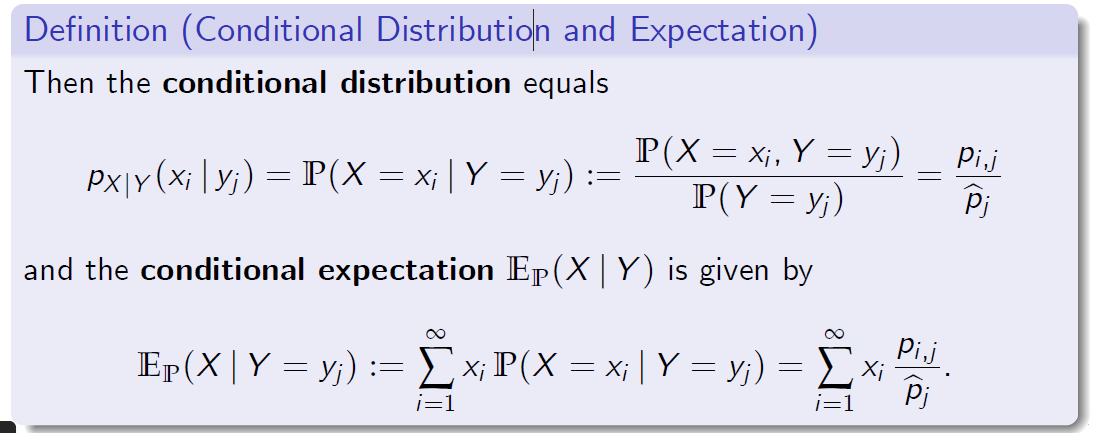 Definition (Conditional Distribution and Expectation)
Then the conditional distribution equals
p_{X|Y}(x_i | y_j) = ℙ(X = x_i | Y = y_j) := ℙ(X = x_i, Y = y_j) / ℙ(Y = y_j) = p_{i,j} / p̂_j
and the conditional expectation 𝔼_ℙ(X | Y) is given by
𝔼_ℙ(X | Y = y_j) := ∑_{i=1}^{∞} x_i ℙ(X = x_i | Y = y_j) = ∑_{i=1}^{∞} x_i p_{i,j} / p̂_j.